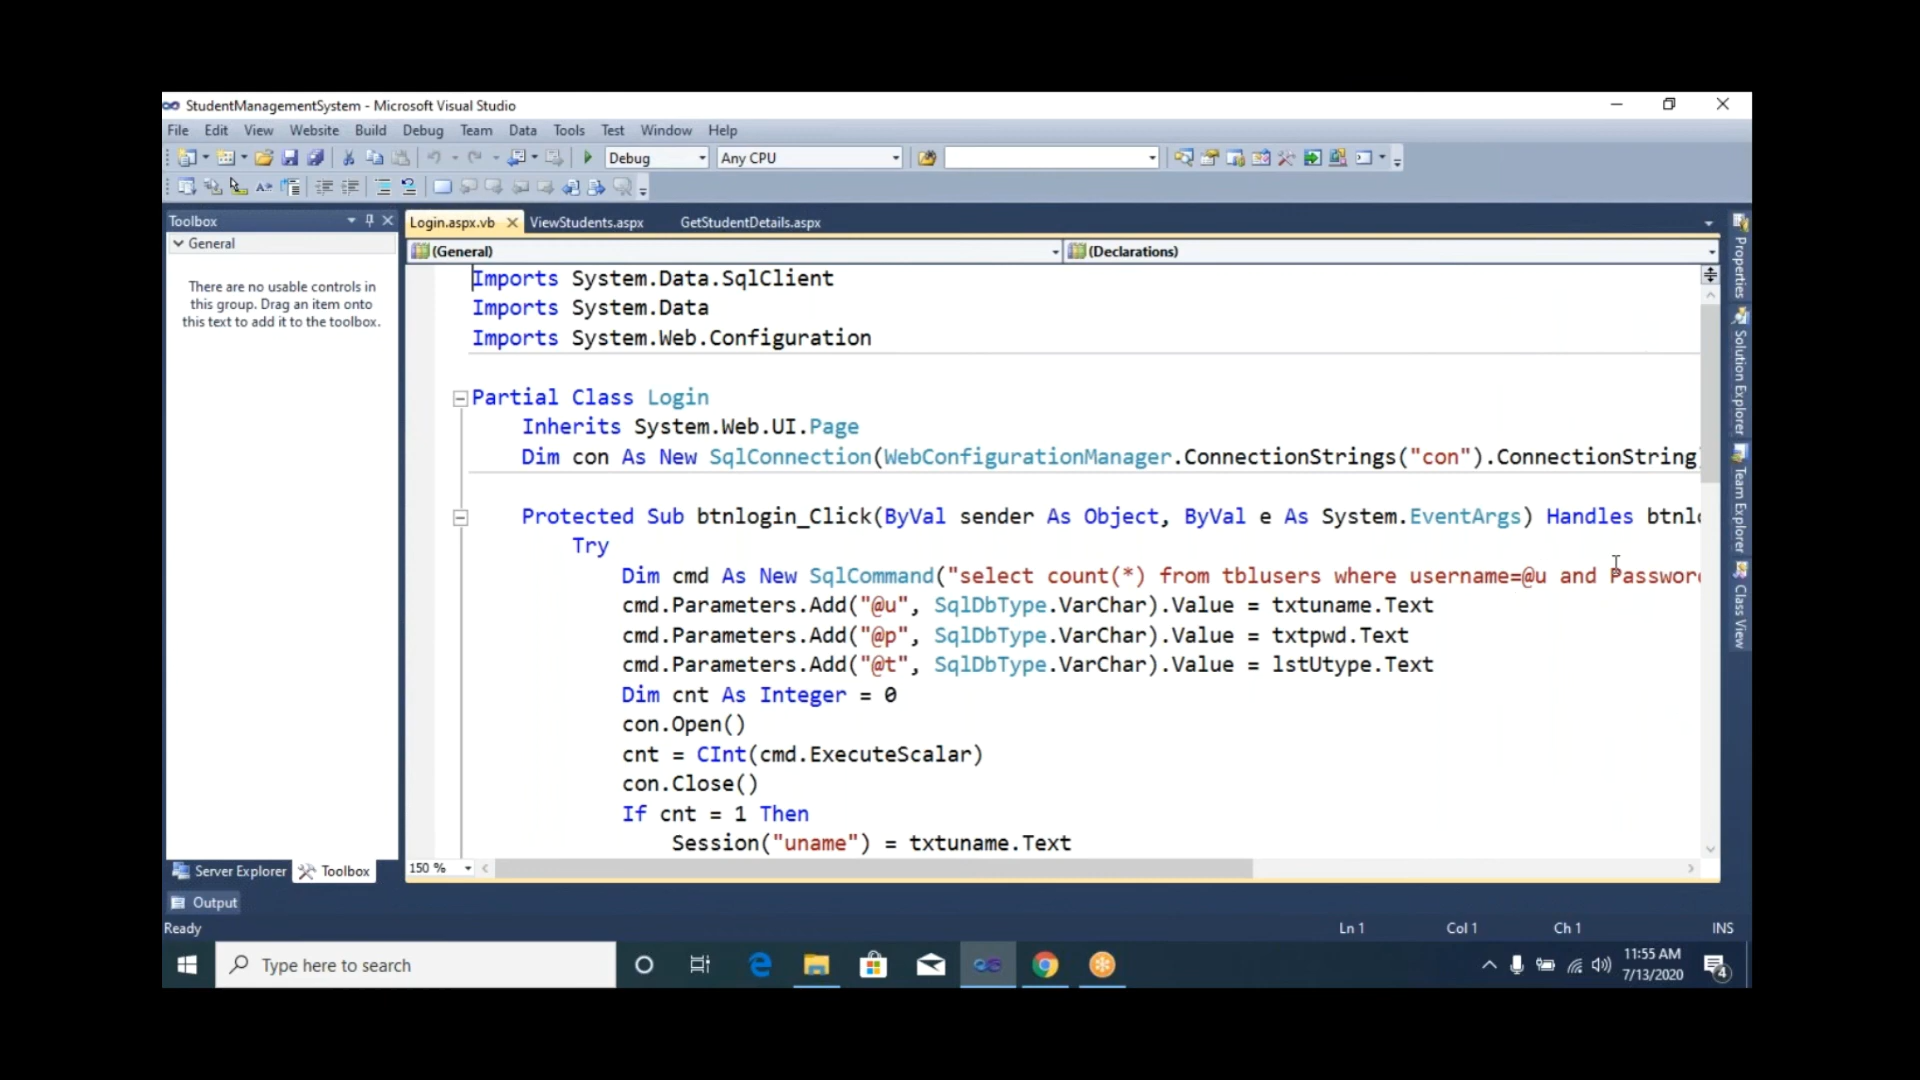 StudentManagementSystem - Microsoft Visual Studio
File Edit View Website Build Debug Team Data Tools Test Window Help
Debug Any CPU
Toolbox
General
There are no usable controls in
this group. Drag an item onto
this text to add it to the toolbox.
Server Explorer Toolbox
Login.aspx.vb ViewStudents.aspx GetStudentDetails.aspx
(General) (Declarations)
Imports System.Data.SqlClient
Imports System.Data
Imports System.Web.Configuration
Partial Class Login
Inherits System.Web.UI.Page
Dim con As New SqlConnection(WebConfigurationManager.ConnectionStrings("con").ConnectionString)
Protected Sub btnlogin_Click(ByVal sender As Object, ByVal e As System.EventArgs) Handles btnlo
Try
Dim cmd As New SqlCommand("select count(*) from tblusers where username=@u and Password
cmd.Parameters.Add("@u", SqlDbType.VarChar).Value = txtuname.Text
cmd.Parameters.Add("@p", SqlDbType.VarChar).Value = txtpwd.Text
cmd.Parameters.Add("@t", SqlDbType.VarChar).Value = lstUtype.Text
Dim cnt As Integer = 0
con.Open()
cnt = CInt(cmd.ExecuteScalar)
con.Close()
If cnt = 1 Then
Session("uname") = txtuname.Text
150 %
Properties
Solution Explorer
Team Explorer
Class View
Output
Ready Ln 1 Col 1 Ch 1 INS
Type here to search
11:55 AM
7/13/2020
4